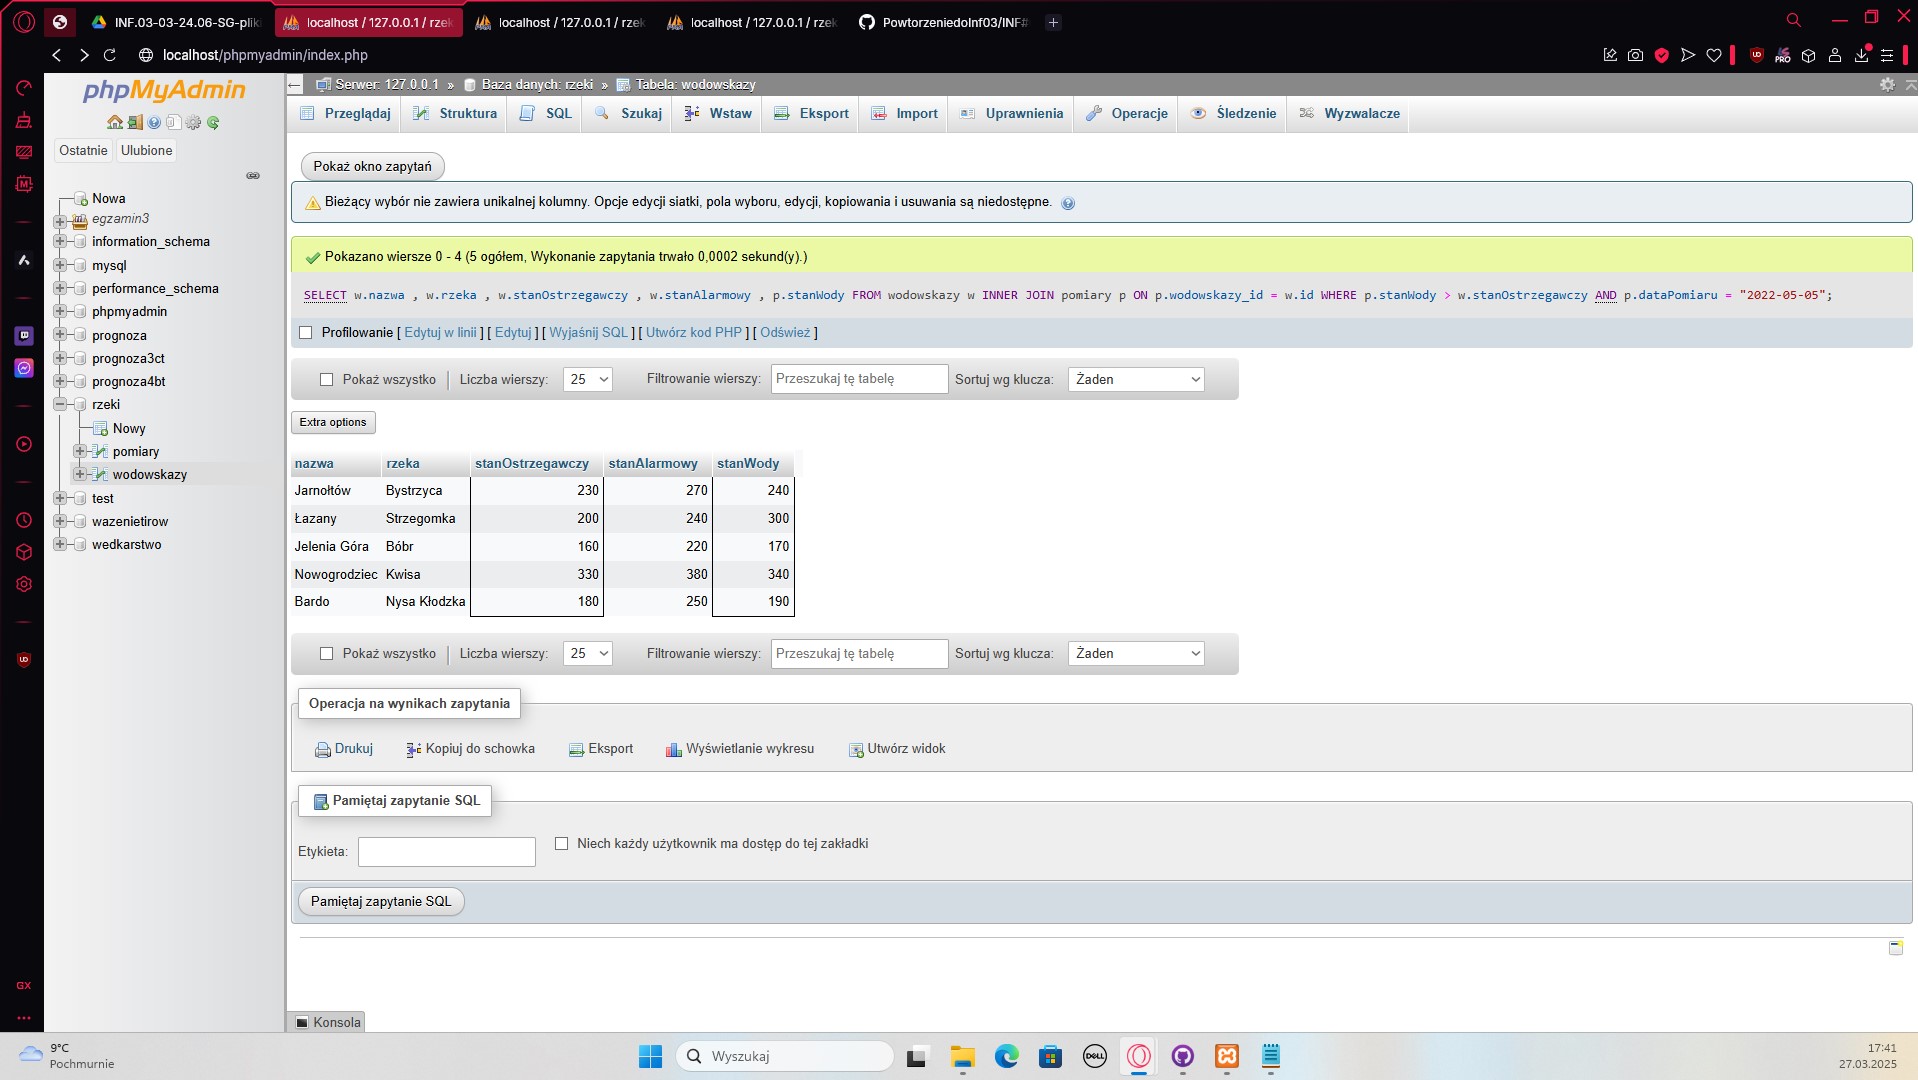 INF.03-03-24.06-SG-plik
localhost / 127.0.0.1 / rzek
localhost / 127.0.0.1 / rzek
localhost / 127.0.0.1 / rzek
PowtorzeniedoInf03/INF#
localhost/phpmyadmin/index.php
PRO
phpMyAdmin
Ostatnie
Ulubione
Nowa
egzamin3
information_schema
mysql
performance_schema
phpmyadmin
prognoza
prognoza3ct
prognoza4bt
rzeki
Nowy
pomiary
wodowskazy
test
wazenietirow
wedkarstwo
Serwer: 127.0.0.1 » Baza danych: rzeki » Tabela: wodowskazy
Przeglądaj
Struktura
SQL
Szukaj
Wstaw
Eksport
Import
Uprawnienia
Operacje
Śledzenie
Wyzwalacze
Pokaż okno zapytań
Bieżący wybór nie zawiera unikalnej kolumny. Opcje edycji siatki, pola wyboru, edycji, kopiowania i usuwania są niedostępne.
Pokazano wiersze 0 - 4 (5 ogółem, Wykonanie zapytania trwało 0,0002 sekund(y).)
SELECT w.nazwa , w.rzeka , w.stanOstrzegawczy , w.stanAlarmowy , p.stanWody FROM wodowskazy w INNER JOIN pomiary p ON p.wodowskazy_id = w.id WHERE p.stanWody > w.stanOstrzegawczy AND p.dataPomiaru = "2022-05-05";
Profilowanie [ Edytuj w linii ] [ Edytuj ] [ Wyjaśnij SQL ] [ Utwórz kod PHP ] [ Odśwież ]
Pokaż wszystko
Liczba wierszy: 25
Filtrowanie wierszy: Przeszukaj tę tabelę
Sortuj wg klucza: Żaden
Extra options
nazwa rzeka stanOstrzegawczy stanAlarmowy stanWody
Jarnołtów Bystrzyca 230 270 240
Łazany Strzegomka 200 240 300
Jelenia Góra Bóbr 160 220 170
Nowogrodziec Kwisa 330 380 340
Bardo Nysa Kłodzka 180 250 190
Pokaż wszystko
Liczba wierszy: 25
Filtrowanie wierszy: Przeszukaj tę tabelę
Sortuj wg klucza: Żaden
Operacja na wynikach zapytania
Drukuj
Kopiuj do schowka
Eksport
Wyświetlanie wykresu
Utwórz widok
Pamiętaj zapytanie SQL
Etykieta:
Niech każdy użytkownik ma dostęp do tej zakładki
Pamiętaj zapytanie SQL
Konsola
GX
9°C
Pochmurnie
Wyszukaj
DELL
17:41
27.03.2025